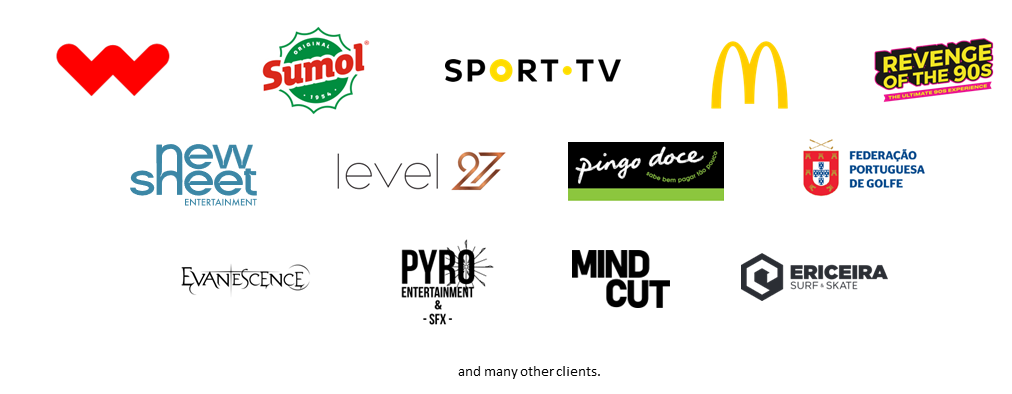 ORIGINAL
Sumol®
· 1954 ·
SPORT·TV
REVENGE
OF THE 90s
THE ULTIMATE 90S EXPERIENCE
new
sheet
ENTERTAINMENT
level 27
pingo doce
sabe bem pagar tão pouco
FEDERAÇÃO
PORTUGUESA
DE GOLFE
EVANESCENCE
PYRO
ENTERTAINMENT
&
- SFX -
MIND
CUT
ERICEIRA
SURF & SKATE
and many other clients.